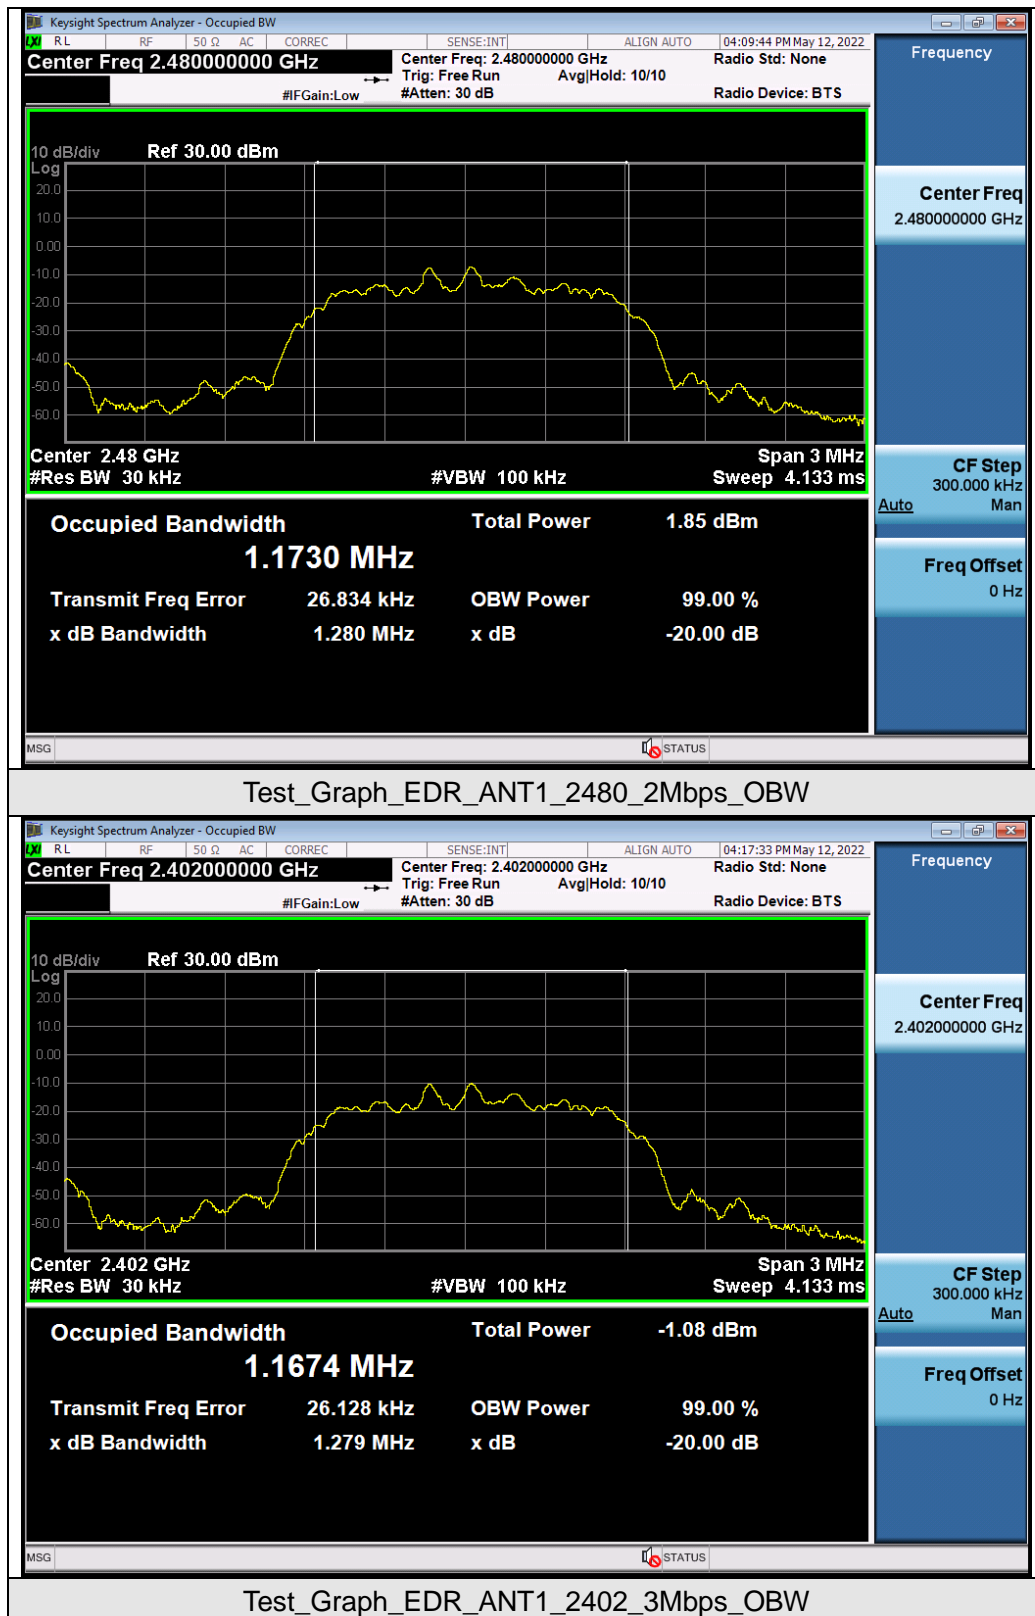 Keysight Spectrum Analyzer - Occupied BW
LXI RL RF 50 Ω AC CORREC SENSE:INT ALIGN AUTO 04:09:44 PM May 12, 2022
Center Freq 2.480000000 GHz
Center Freq: 2.480000000 GHz Radio Std: None
Trig: Free Run Avg|Hold: 10/10
#IFGain:Low #Atten: 30 dB Radio Device: BTS
10 dB/div Ref 30.00 dBm
Log
20.0
10.0
0.00
-10.0
-20.0
-30.0
-40.0
-50.0
-60.0
Center 2.48 GHz Span 3 MHz
#Res BW 30 kHz #VBW 100 kHz Sweep 4.133 ms
Occupied Bandwidth Total Power 1.85 dBm
1.1730 MHz
Transmit Freq Error 26.834 kHz OBW Power 99.00 %
x dB Bandwidth 1.280 MHz x dB -20.00 dB
Frequency
Center Freq
2.480000000 GHz
CF Step
300.000 kHz
Auto Man
Freq Offset
0 Hz
MSG STATUS
Test_Graph_EDR_ANT1_2480_2Mbps_OBW
Keysight Spectrum Analyzer - Occupied BW
LXI RL RF 50 Ω AC CORREC SENSE:INT ALIGN AUTO 04:17:33 PM May 12, 2022
Center Freq 2.402000000 GHz
Center Freq: 2.402000000 GHz Radio Std: None
Trig: Free Run Avg|Hold: 10/10
#IFGain:Low #Atten: 30 dB Radio Device: BTS
10 dB/div Ref 30.00 dBm
Log
20.0
10.0
0.00
-10.0
-20.0
-30.0
-40.0
-50.0
-60.0
Center 2.402 GHz Span 3 MHz
#Res BW 30 kHz #VBW 100 kHz Sweep 4.133 ms
Occupied Bandwidth Total Power -1.08 dBm
1.1674 MHz
Transmit Freq Error 26.128 kHz OBW Power 99.00 %
x dB Bandwidth 1.279 MHz x dB -20.00 dB
Frequency
Center Freq
2.402000000 GHz
CF Step
300.000 kHz
Auto Man
Freq Offset
0 Hz
MSG STATUS
Test_Graph_EDR_ANT1_2402_3Mbps_OBW